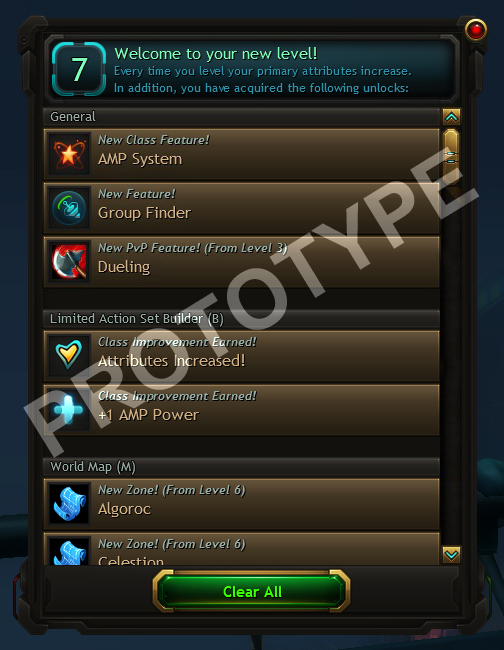 7
Welcome to your new level!
Every time you level your primary attributes increase.
In addition, you have acquired the following unlocks:
General
New Class Feature!
AMP System
New Feature!
Group Finder
New PvP Feature! (From Level 3)
Dueling
Limited Action Set Builder (B)
Class Improvement Earned!
Attributes Increased!
Class Improvement Earned!
+1 AMP Power
World Map (M)
New Zone! (From Level 6)
Algoroc
New Zone! (From Level 6)
Celestion
Clear All
PROTOTYPE